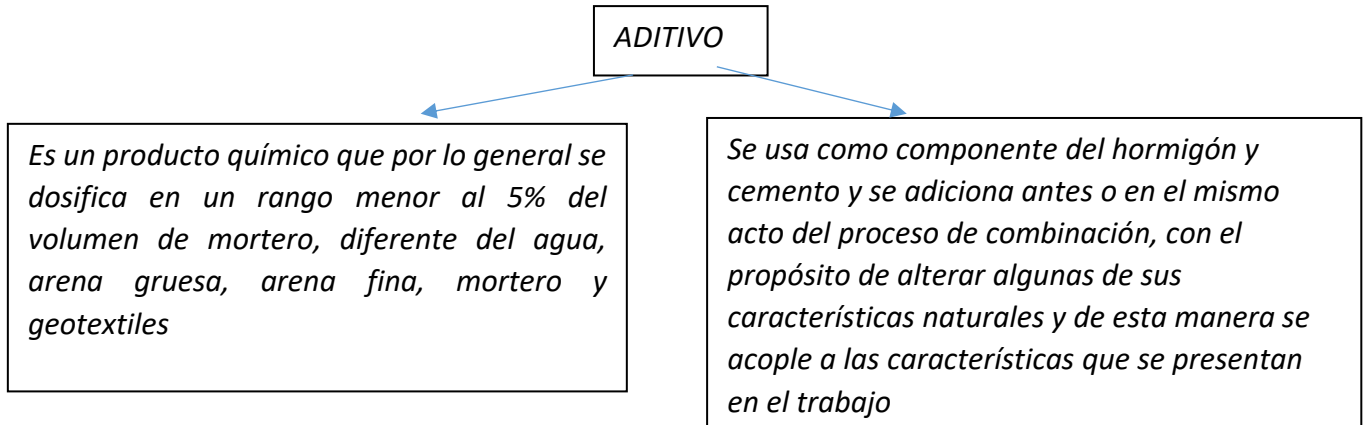 ADITIVO
Es un producto químico que por lo general se
dosifica en un rango menor al 5% del
volumen de mortero, diferente del agua,
arena gruesa, arena fina, mortero y
geotextiles
Se usa como componente del hormigón y
cemento y se adiciona antes o en el mismo
acto del proceso de combinación, con el
propósito de alterar algunas de sus
características naturales y de esta manera se
acople a las características que se presentan
en el trabajo